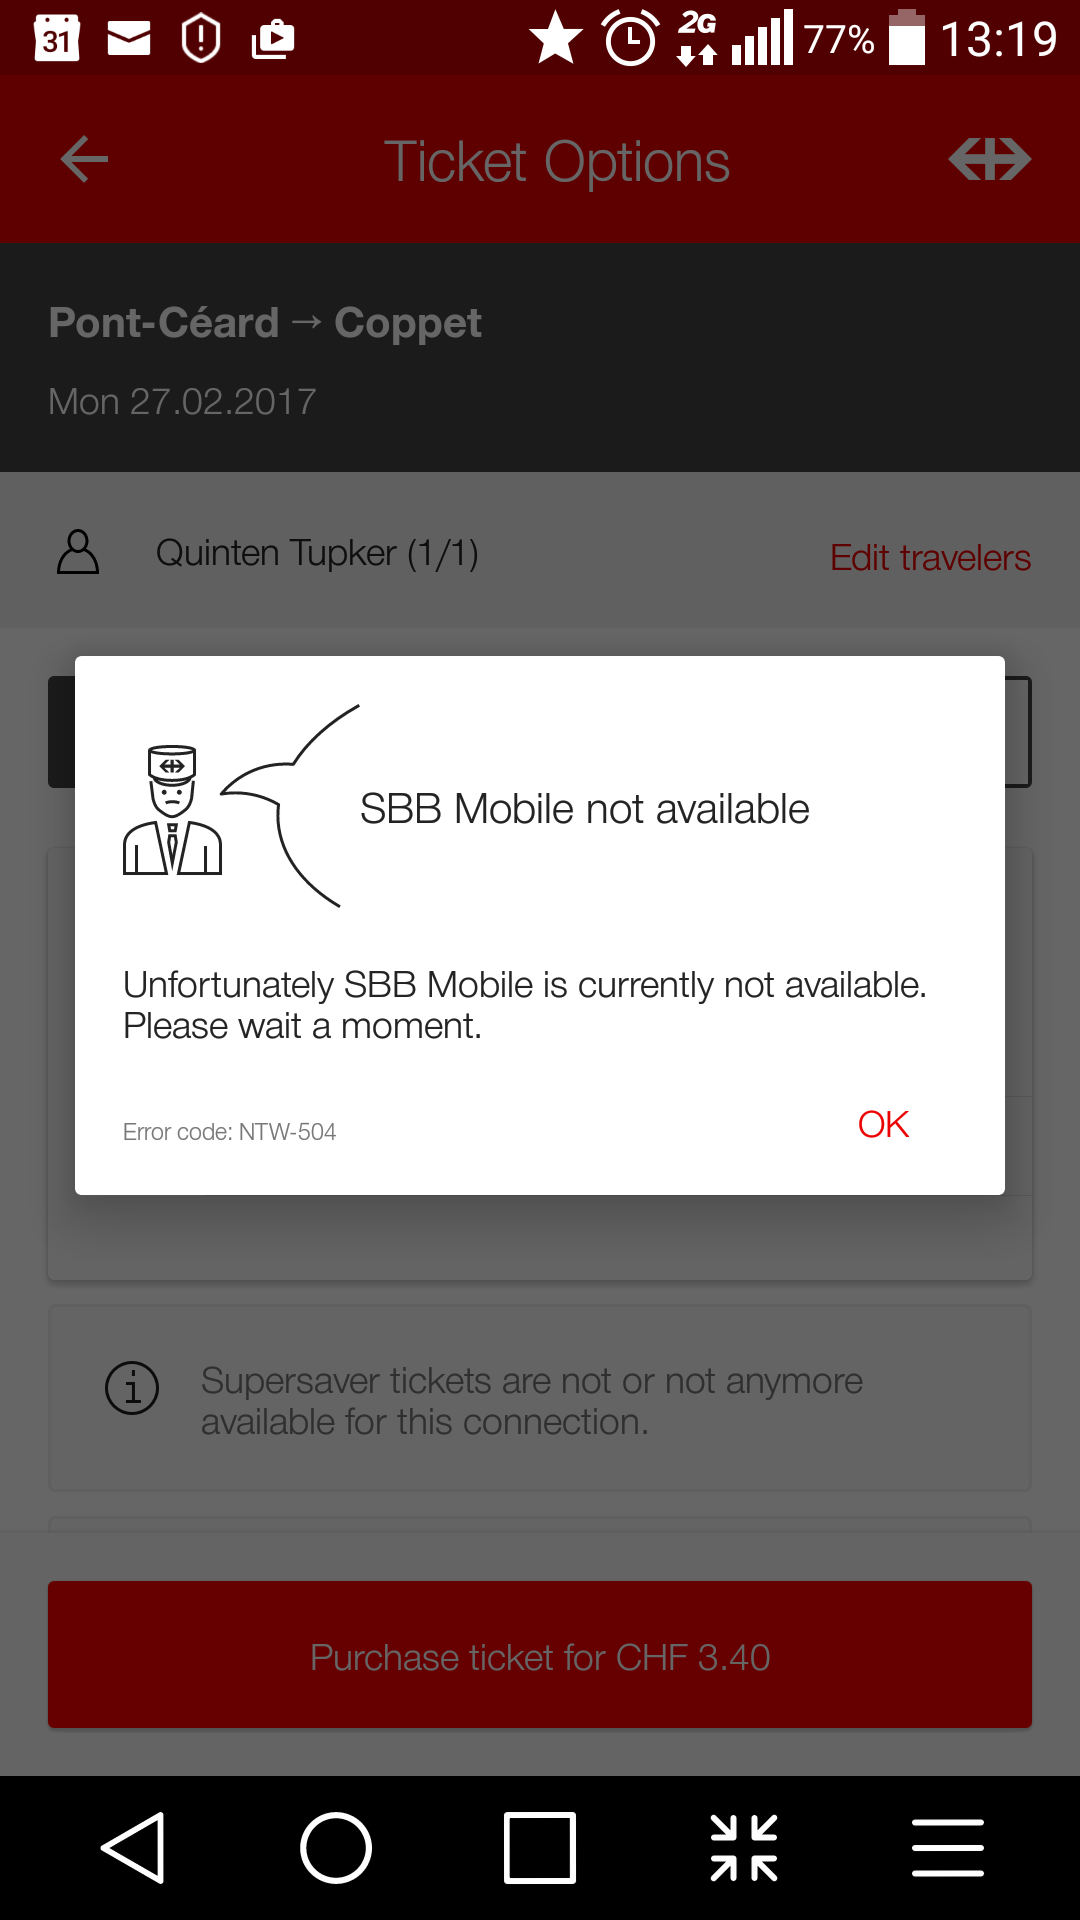 31
2G
77%
13:19
Ticket Options
Pont-Céard → Coppet
Mon 27.02.2017
Quinten Tupker (1/1)
Edit travelers
SBB Mobile not available
Unfortunately SBB Mobile is currently not available.
Please wait a moment.
Error code: NTW-504
OK
Supersaver tickets are not or not anymore
available for this connection.
Purchase ticket for CHF 3.40